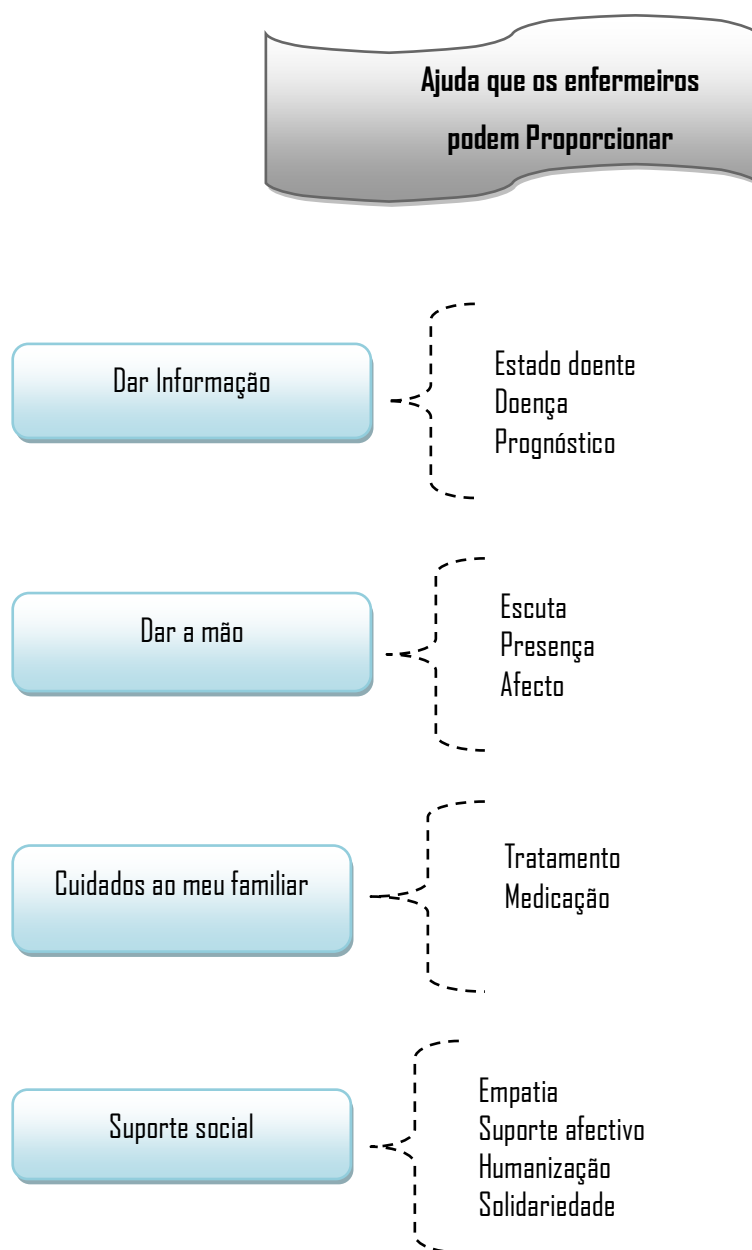 Ajuda que os enfermeiros
podem Proporcionar
Dar Informação
Estado doente
Doença
Prognóstico
Dar a mão
Escuta
Presença
Afecto
Cuidados ao meu familiar
Tratamento
Medicação
Suporte social
Empatia
Suporte afectivo
Humanização
Solidariedade